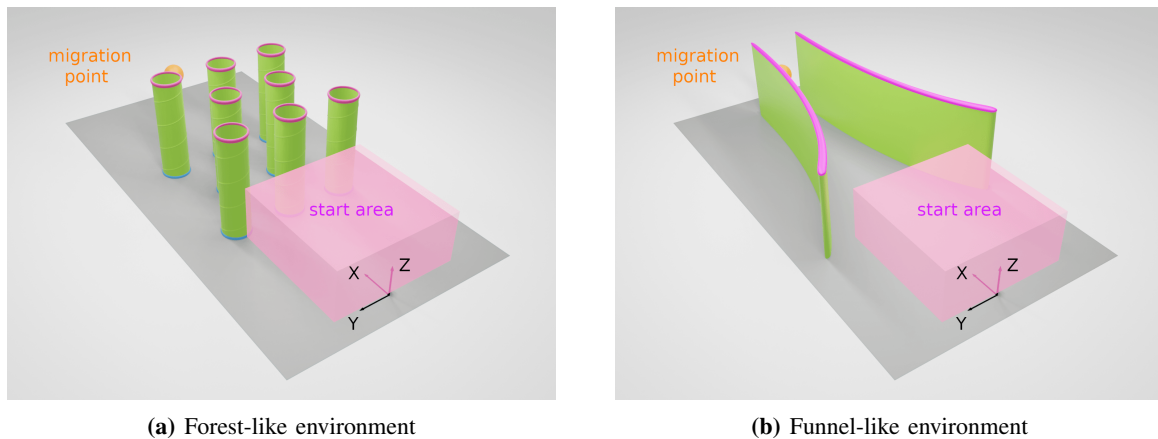 migration
point
start area
X
Z
Y
(a) Forest-like environment
migration
point
start area
X
Z
Y
(b) Funnel-like environment